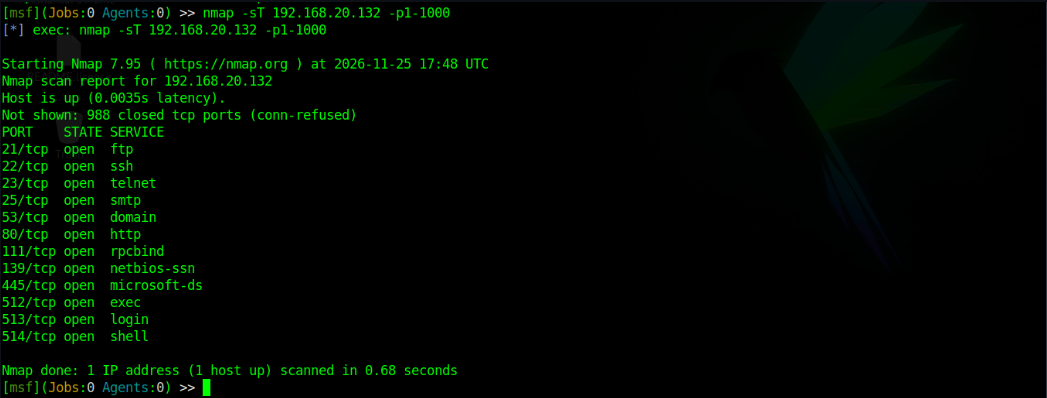 [msf](Jobs:0 Agents:0) >> nmap -sT 192.168.20.132 -p1-1000
[*] exec: nmap -sT 192.168.20.132 -p1-1000
Starting Nmap 7.95 ( https://nmap.org ) at 2026-11-25 17:48 UTC
Nmap scan report for 192.168.20.132
Host is up (0.0035s latency).
Not shown: 988 closed tcp ports (conn-refused)
PORT    STATE SERVICE
21/tcp  open  ftp
22/tcp  open  ssh
23/tcp  open  telnet
25/tcp  open  smtp
53/tcp  open  domain
80/tcp  open  http
111/tcp open  rpcbind
139/tcp open  netbios-ssn
445/tcp open  microsoft-ds
512/tcp open  exec
513/tcp open  login
514/tcp open  shell
Nmap done: 1 IP address (1 host up) scanned in 0.68 seconds
[msf](Jobs:0 Agents:0) >>